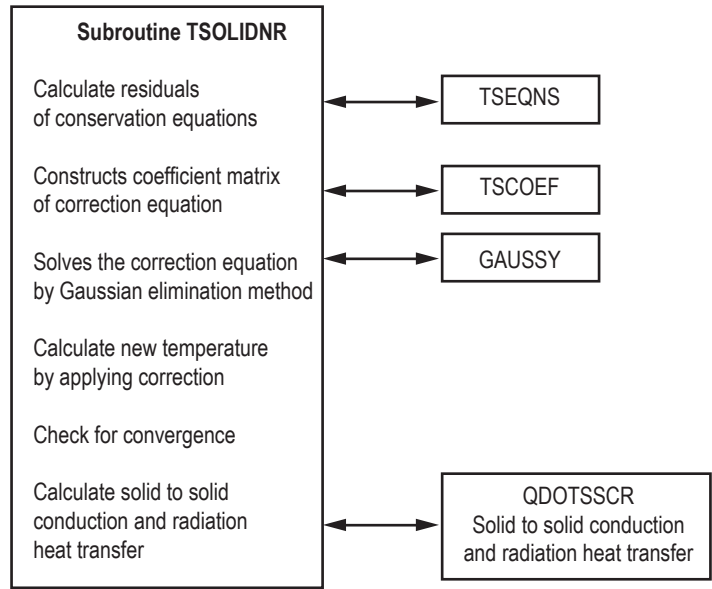 Subroutine TSOLIDNR
Calculate residuals
of conservation equations
TSEQNS
Constructs coefficient matrix
of correction equation
TSCOEF
Solves the correction equation
by Gaussian elimination method
GAUSSY
Calculate new temperature
by applying correction
Check for convergence
Calculate solid to solid
conduction and radiation
heat transfer
QDOTSSCR
Solid to solid conduction
and radiation heat transfer